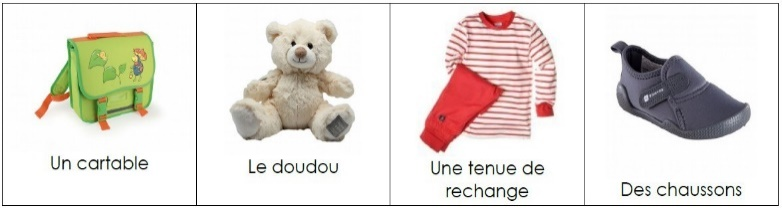 Un cartable
Le doudou
Une tenue de
rechange
Des chaussons